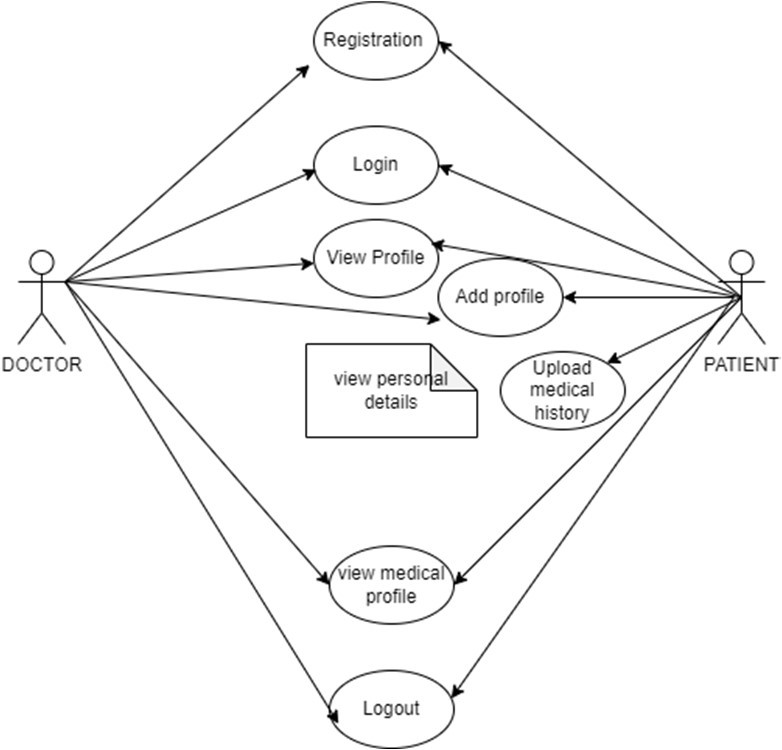 Registration
Login
View Profile
Add profile
DOCTOR
PATIENT
view personal
details
Upload
medical
history
view medical
profile
Logout